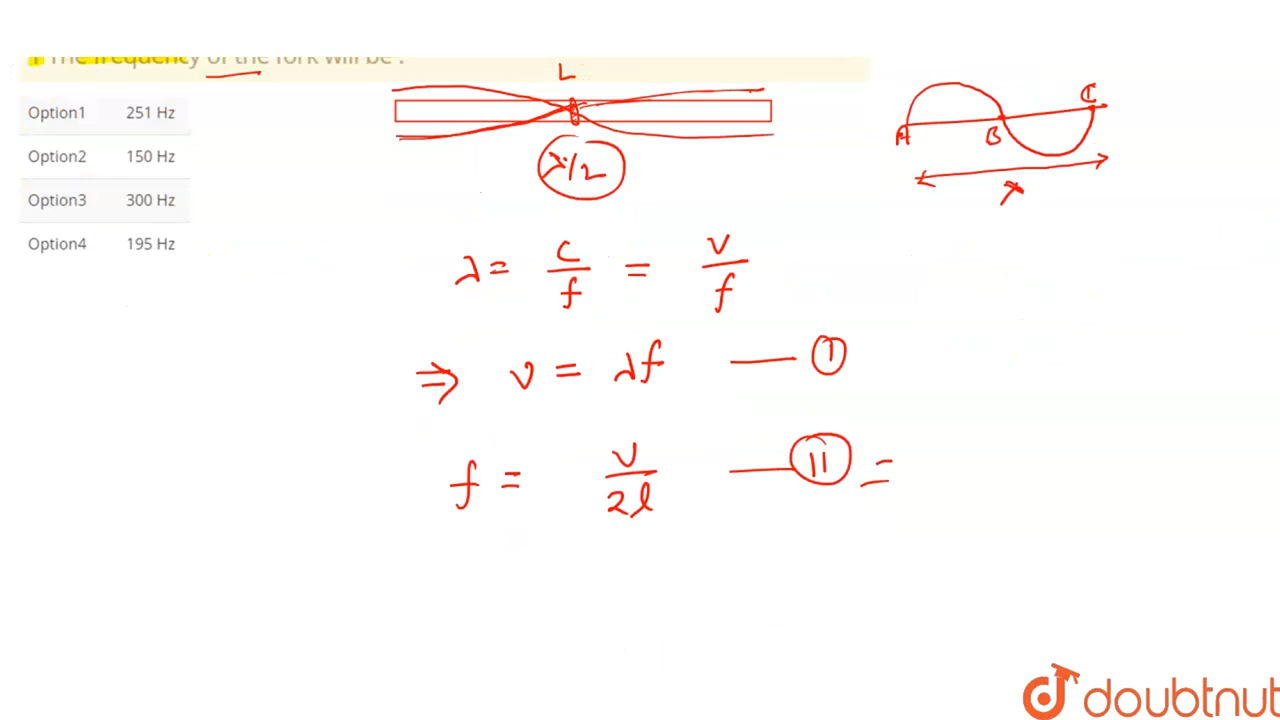 1 The frequency of the fork will be :
Option1 251 Hz
Option2 150 Hz
Option3 300 Hz
Option4 195 Hz
L
λ/2
A B C
λ = c/f = v/f
⇒ v = λf — I
f = v/2l — II =
doubtnut